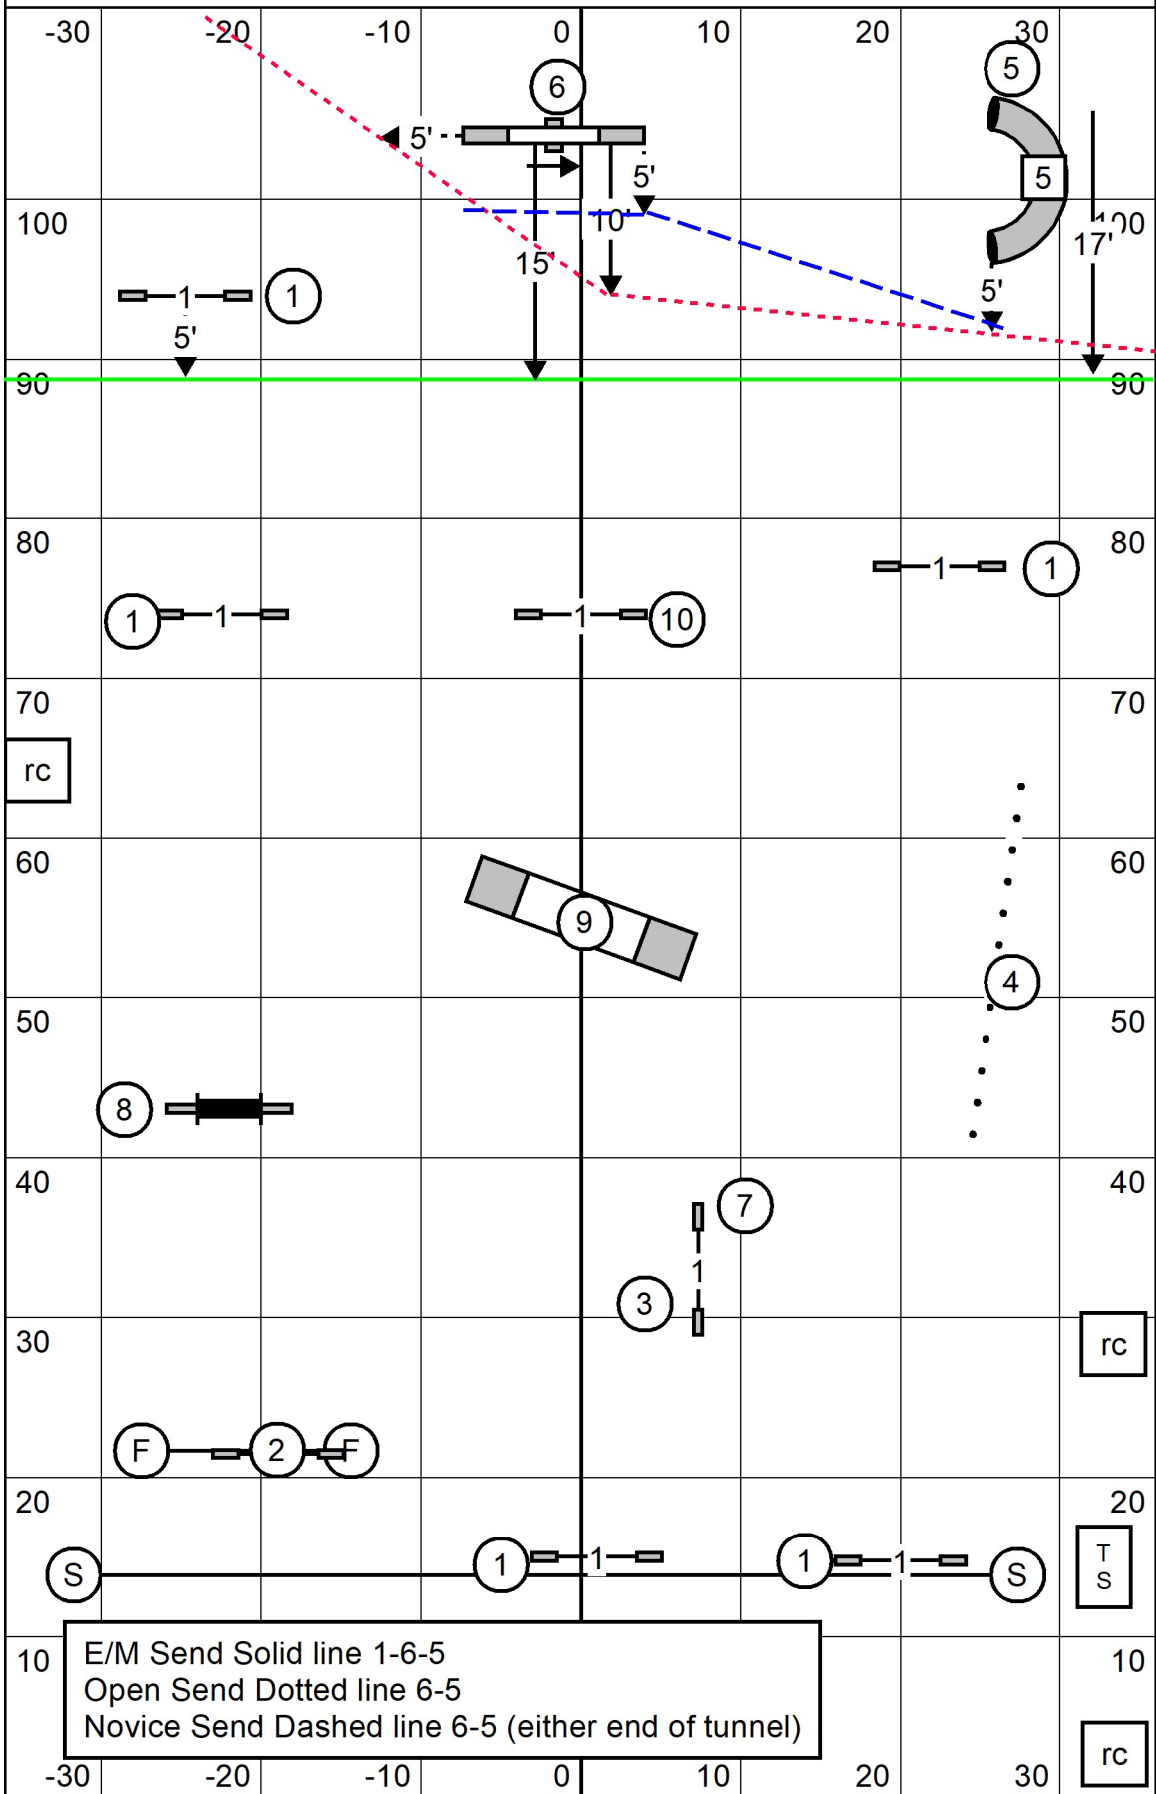 -30 -20 -10 0 10 20 30
6 5
5'
5' 5
100 10' 100
15' 17'
1 1 5'
5'
90 90
80 80
1 1
1 1 1 10
70 70
rc
60 60
9
4
50 50
8
40 40
7
1
3
30 30
rc
F 2 F
20 20
1 1 1 1 T
S S S
E/M Send Solid line 1-6-5
10 10
Open Send Dotted line 6-5
Novice Send Dashed line 6-5 (either end of tunnel)
rc
-30 -20 -10 0 10 20 30